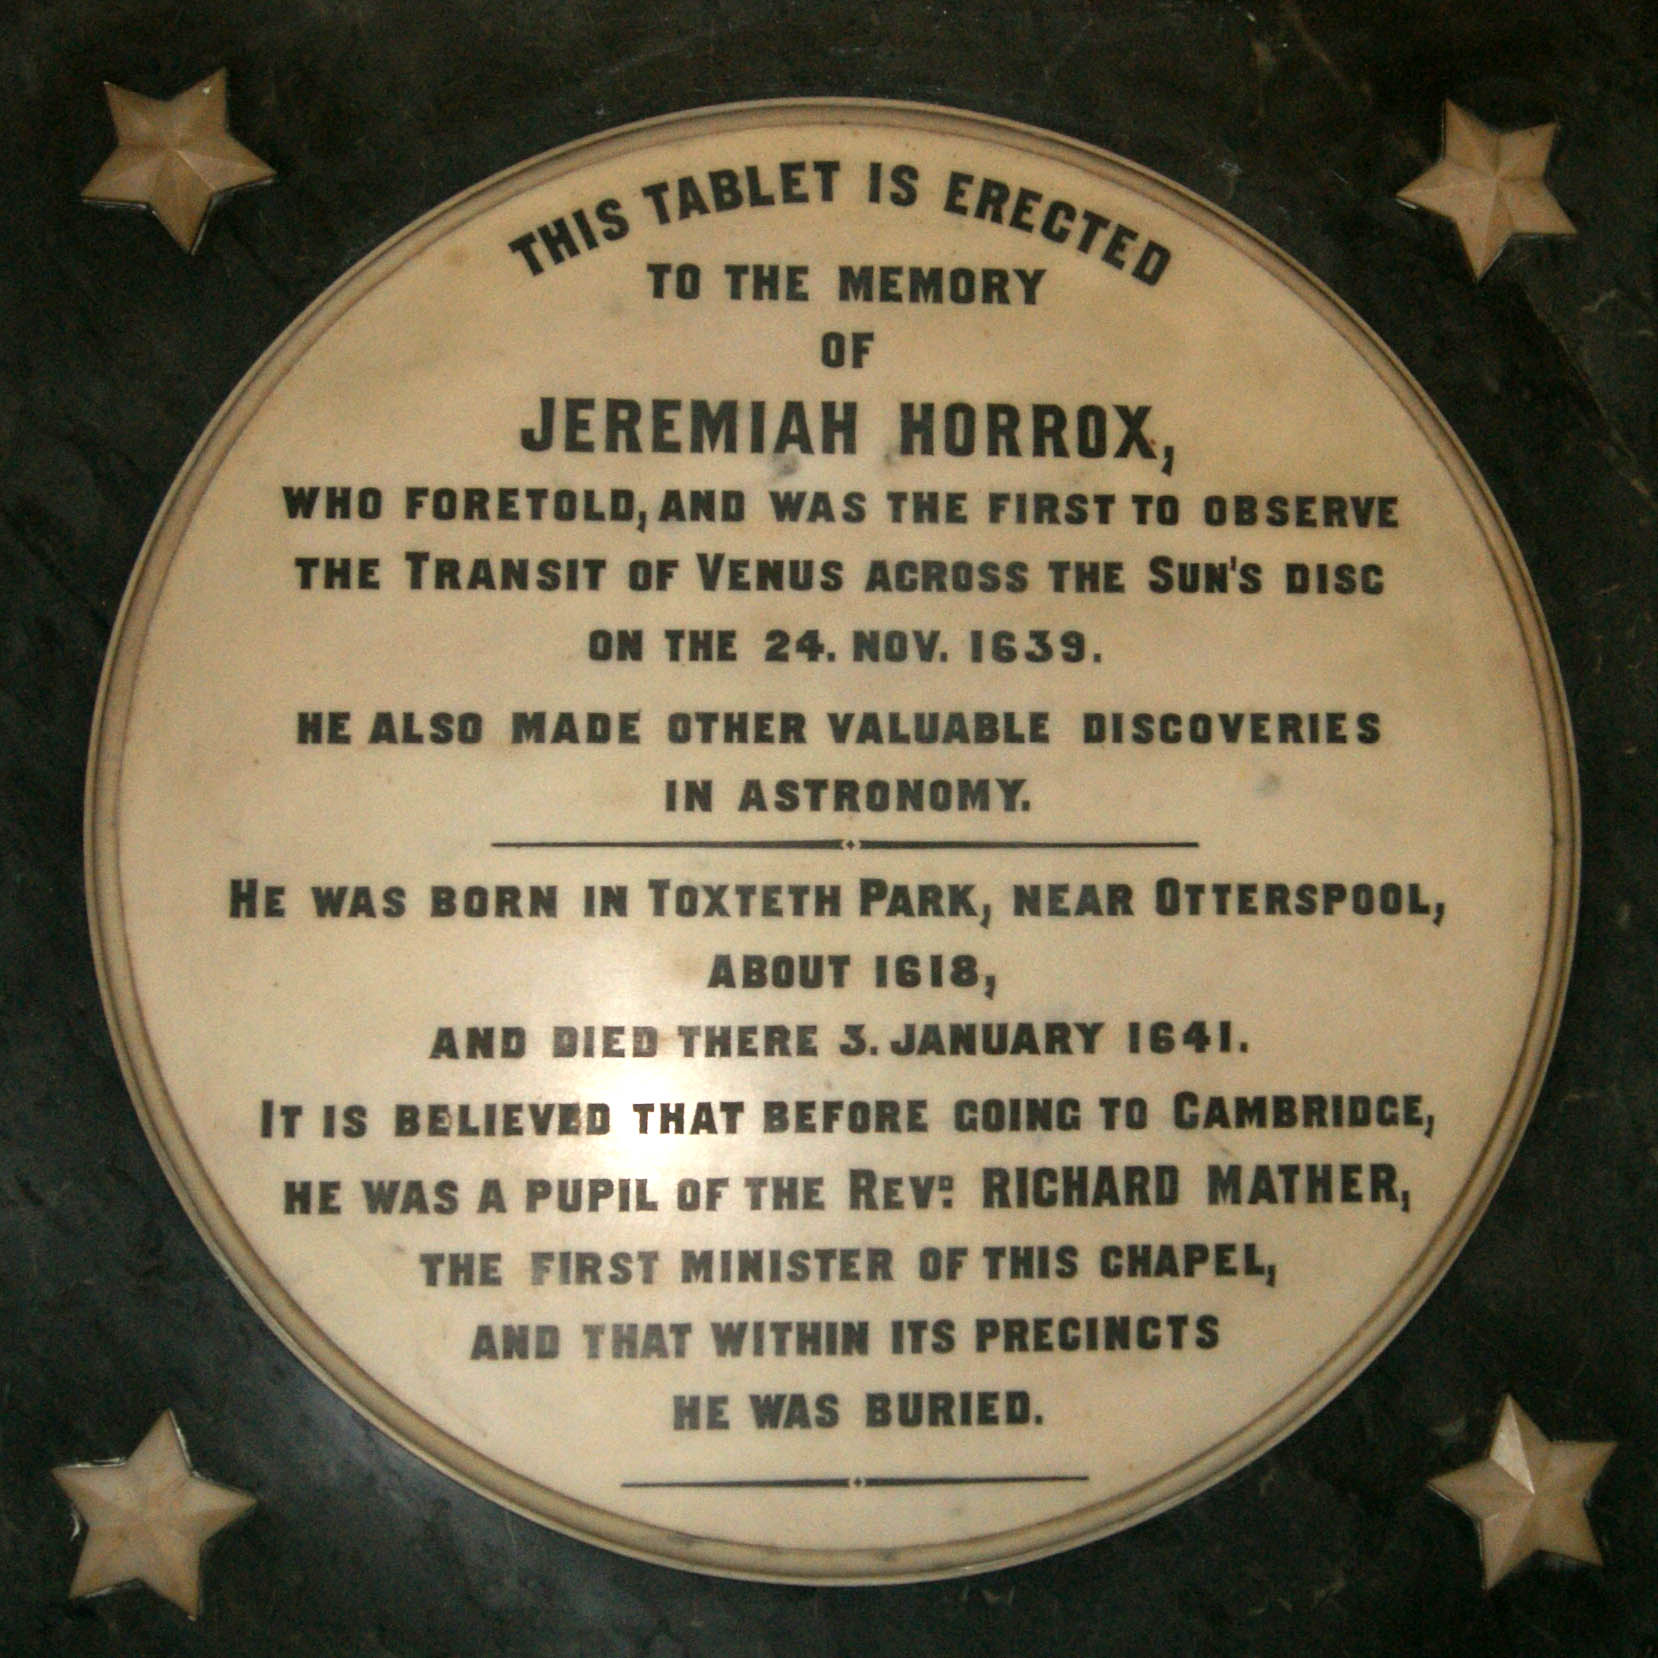 THIS TABLET IS ERECTED
TO THE MEMORY
OF
JEREMIAH HORROX,
WHO FORETOLD, AND WAS THE FIRST TO OBSERVE
THE TRANSIT OF VENUS ACROSS THE SUN'S DISC
ON THE 24. NOV. 1639.
HE ALSO MADE OTHER VALUABLE DISCOVERIES
IN ASTRONOMY.
HE WAS BORN IN TOXTETH PARK, NEAR OTTERSPOOL,
ABOUT 1618,
AND DIED THERE 3. JANUARY 1641.
IT IS BELIEVED THAT BEFORE GOING TO CAMBRIDGE,
HE WAS A PUPIL OF THE REVD: RICHARD MATHER,
THE FIRST MINISTER OF THIS CHAPEL,
AND THAT WITHIN ITS PRECINCTS
HE WAS BURIED.